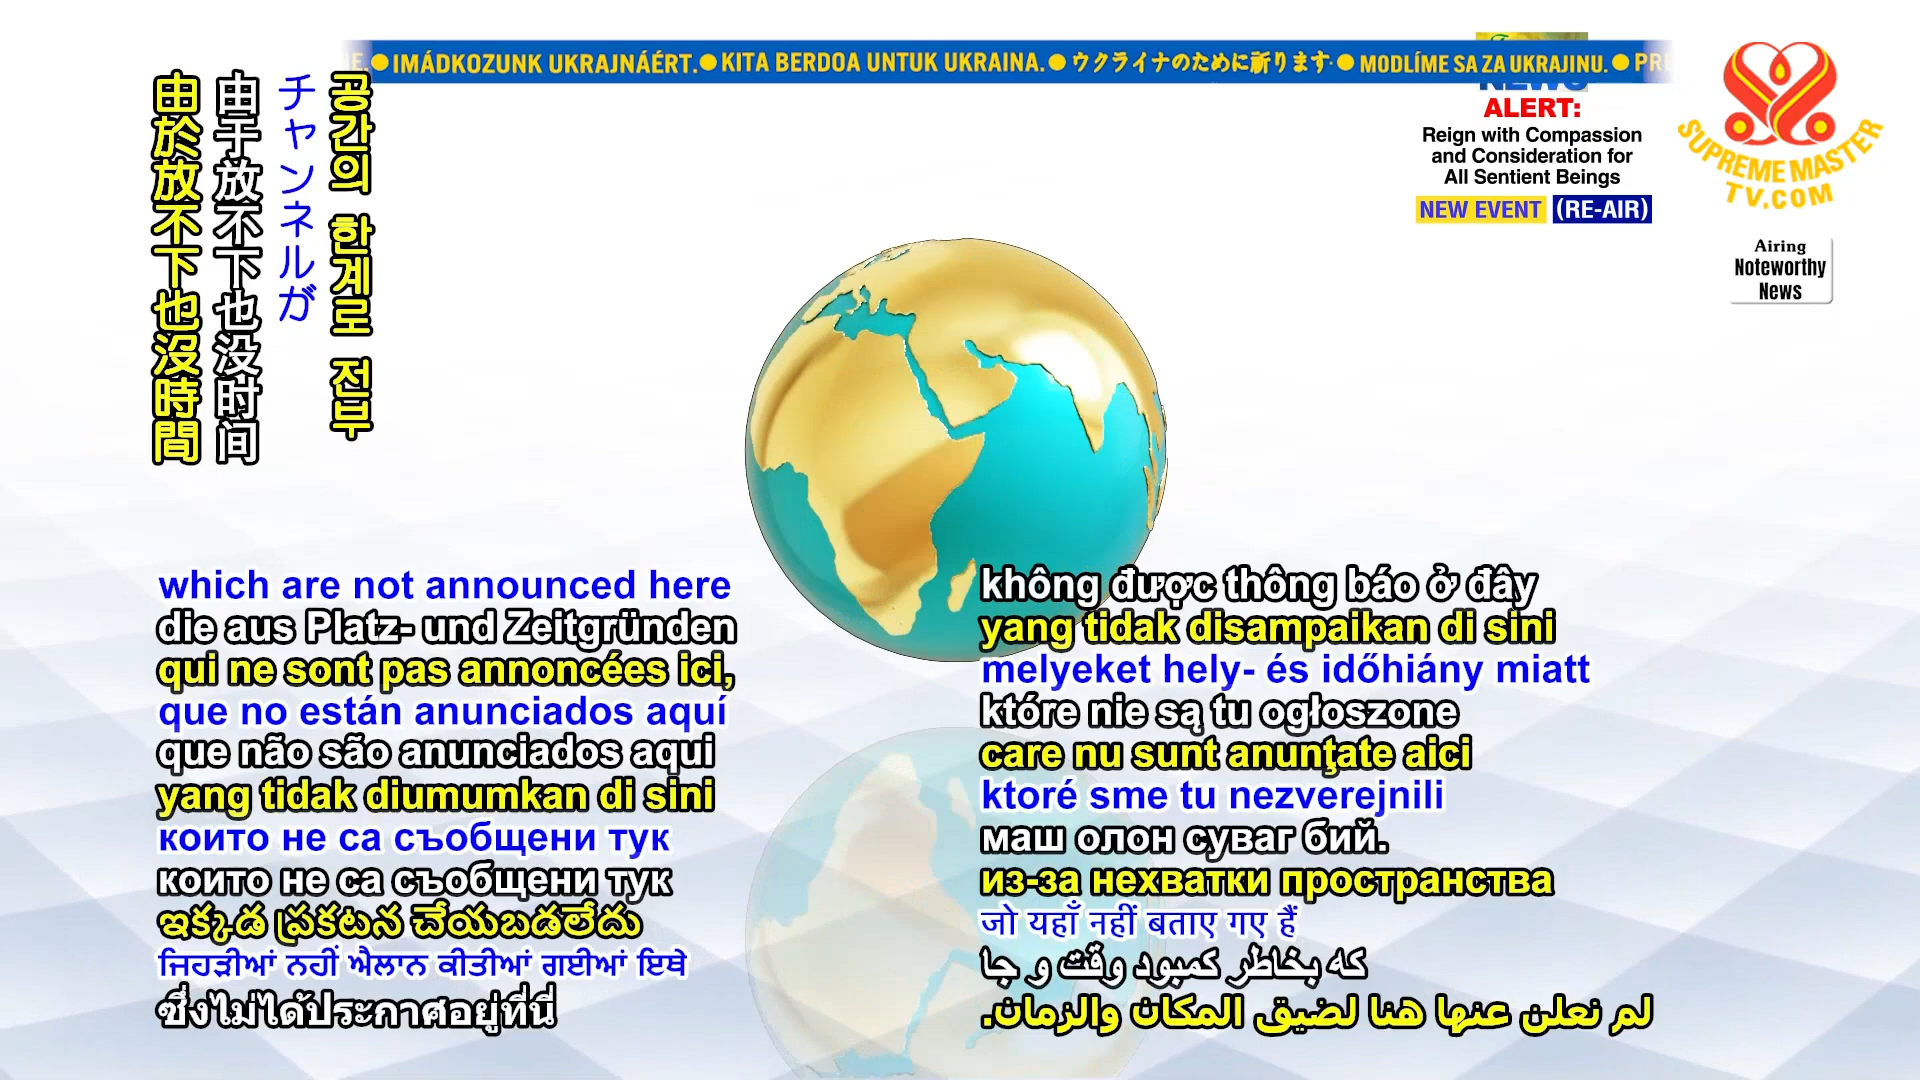 ●IMÁDKOZUNK UKRAJNÁÉRT.●KITA BERDOA UNTUK UKRAINA.●ウクライナのために祈ります●MODLÍME SA ZA UKRAJINU.●
NEWS
ALERT:
Reign with Compassion
and Consideration for
All Sentient Beings
NEW EVENT (RE-AIR)
SUPREME MASTER
TV.COM
Airing
Noteworthy
News
공간의 한계로 전부
チャンネルが
由于放不下也没时间
由於放不下也沒時間
which are not announced here
die aus Platz- und Zeitgründen
qui ne sont pas annoncées ici,
que no están anunciados aquí
que não são anunciados aqui
yang tidak diumumkan di sini
които не са съобщени тук
които не са съобщени тук
ఇక్కడ ప్రకటన చేయబడలేదు
ਜਿਹੜੀਆਂ ਨਹੀਂ ਐਲਾਨ ਕੀਤੀਆਂ ਗਈਆਂ ਇਥੇ
ซึ่งไม่ได้ประกาศอยู่ที่นี่
không được thông báo ở đây
yang tidak disampaikan di sini
melyeket hely- és időhiány miatt
które nie są tu ogłoszone
care nu sunt anunţate aici
ktoré sme tu nezverejnili
маш олон суваг бий.
из-за нехватки пространства
जो यहाँ नहीं बताए गए हैं
که بخاطر کمبود وقت و جا
لم نعلن عنها هنا لضيق المكان والزمان.